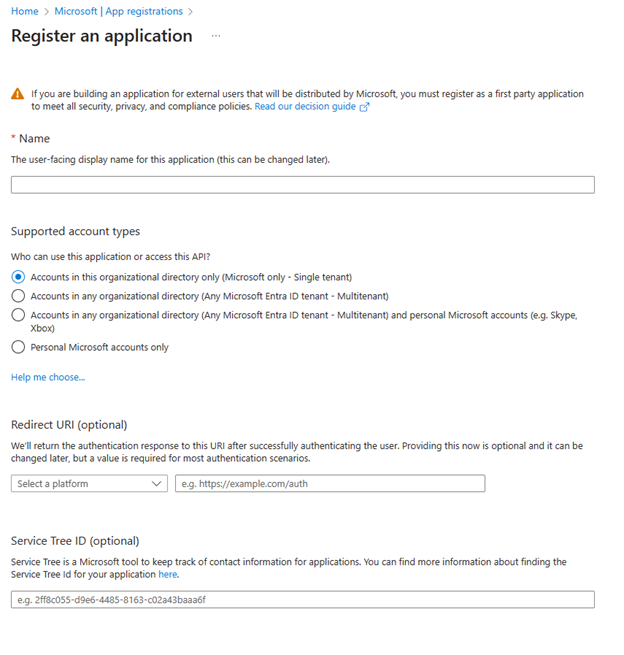 Home > Microsoft | App registrations >
Register an application ...
If you are building an application for external users that will be distributed by Microsoft, you must register as a first party application
to meet all security, privacy, and compliance policies. Read our decision guide
* Name
The user-facing display name for this application (this can be changed later).
Supported account types
Who can use this application or access this API?
Accounts in this organizational directory only (Microsoft only - Single tenant)
Accounts in any organizational directory (Any Microsoft Entra ID tenant - Multitenant)
Accounts in any organizational directory (Any Microsoft Entra ID tenant - Multitenant) and personal Microsoft accounts (e.g. Skype,
Xbox)
Personal Microsoft accounts only
Help me choose...
Redirect URI (optional)
We'll return the authentication response to this URI after successfully authenticating the user. Providing this now is optional and it can be
changed later, but a value is required for most authentication scenarios.
Select a platform
e.g. https://example.com/auth
Service Tree ID (optional)
Service Tree is a Microsoft tool to keep track of contact information for applications. You can find more information about finding the
Service Tree Id for your application here.
e.g. 2ff8c055-d9e6-4485-8163-c02a43baaa6f